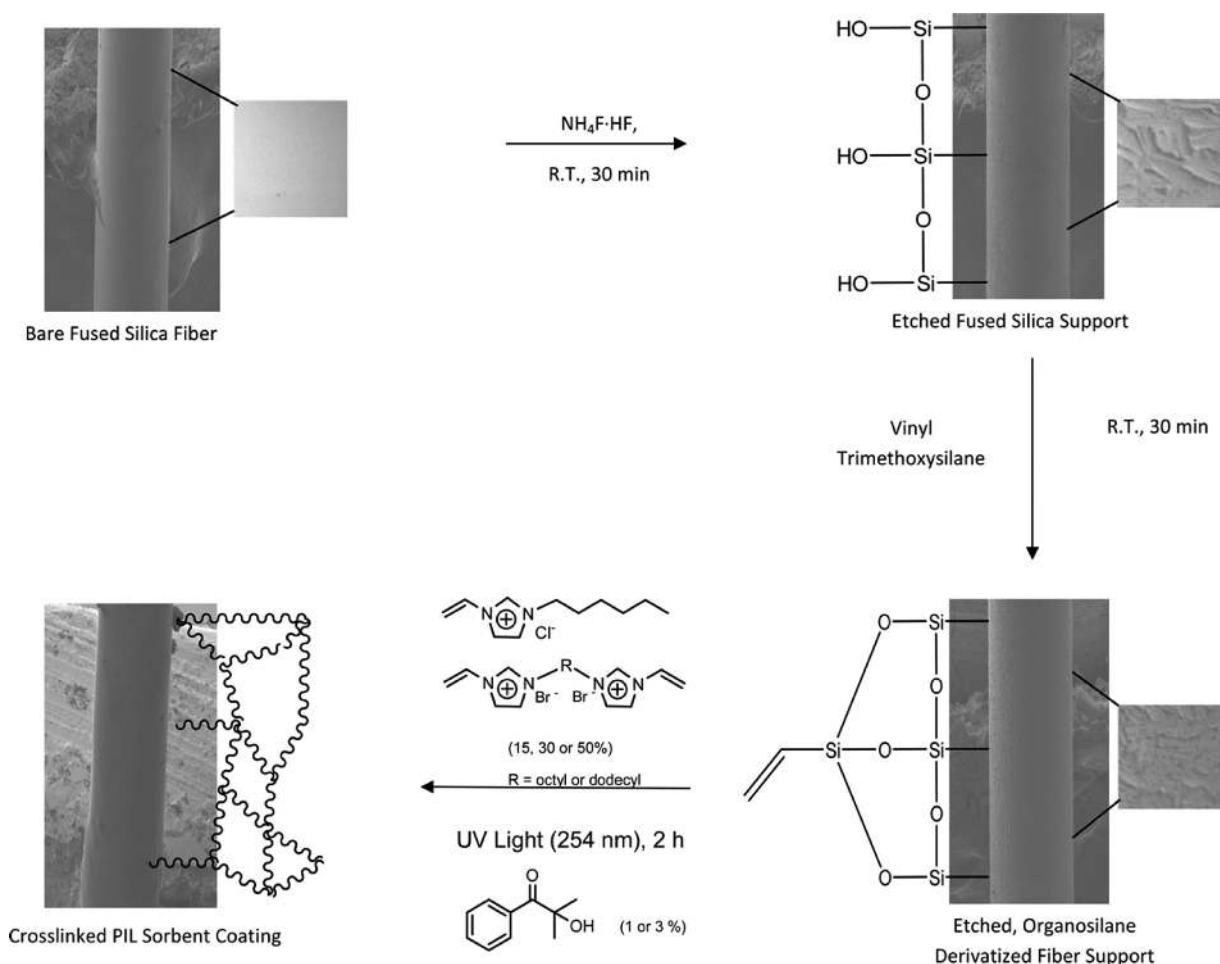 HO Si
O
HO Si
O
HO Si
NH₄F·HF,
R.T., 30 min
Bare Fused Silica Fiber
Etched Fused Silica Support
Vinyl
Trimethoxysilane
R.T., 30 min
O Si
O
Si O Si
O
O Si
Etched, Organosilane
Derivatized Fiber Support
N N
Cl⁻
N R N
N Br⁻ Br⁻ N
(15, 30 or 50%)
R = octyl or dodecyl
UV Light (254 nm), 2 h
O
OH
(1 or 3 %)
Crosslinked PIL Sorbent Coating